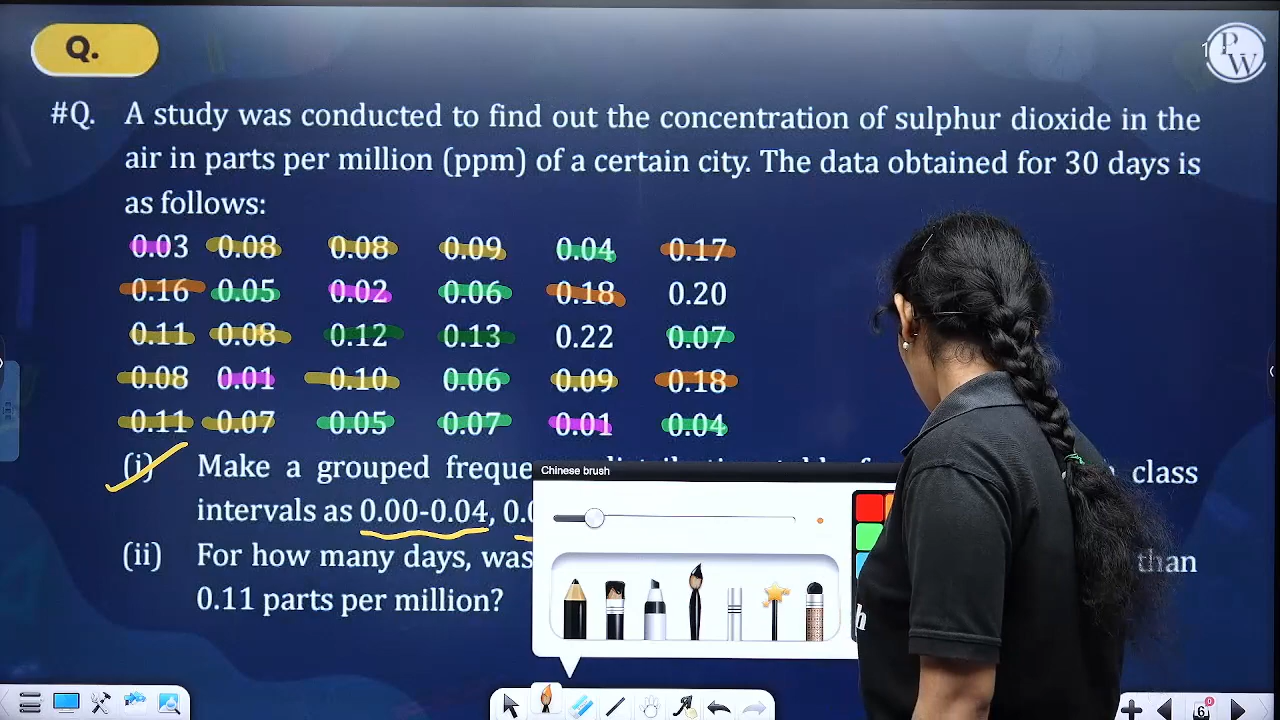 Q.
PW
#Q. A study was conducted to find out the concentration of sulphur dioxide in the
air in parts per million (ppm) of a certain city. The data obtained for 30 days is
as follows:
0.03 0.08 0.08 0.09 0.04 0.17
0.16 0.05 0.02 0.06 0.18 0.20
0.11 0.08 0.12 0.13 0.22 0.07
0.08 0.01 0.10 0.06 0.09 0.18
0.11 0.07 0.05 0.07 0.01 0.04
(i) Make a grouped class
intervals as 0.00-0.04,
(ii) For how many days, was than
0.11 parts per million?
Chinese brush
6